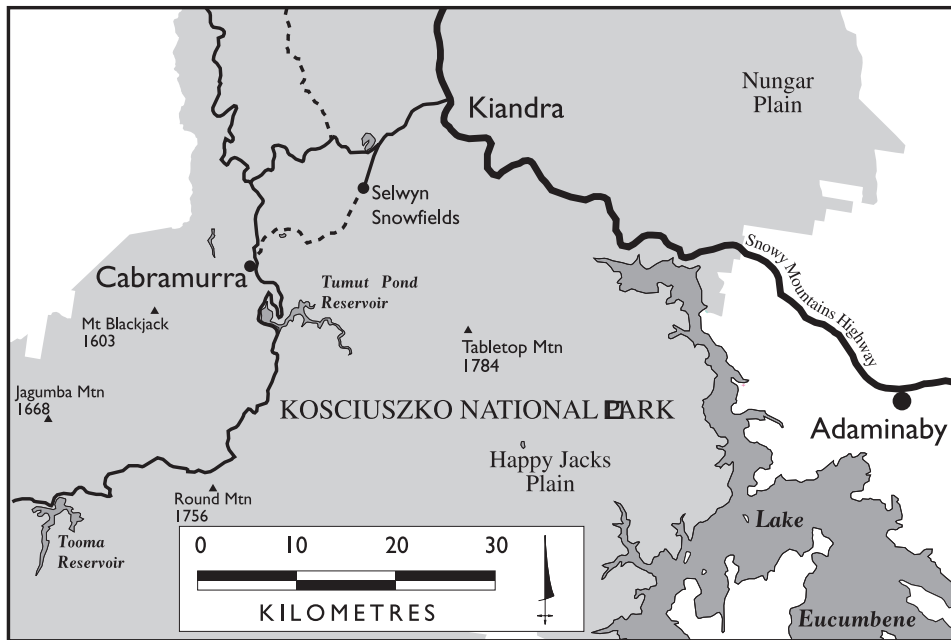 Nungar
Plain
Kiandra
Selwyn
Snowfields
Snowy Mountains Highway
Cabramurra
Tumut Pond
Reservoir
Mt Blackjack
1603
Tabletop Mtn
1784
Jagumba Mtn
1668
KOSCIUSZKO NATIONAL PARK
Adaminaby
Happy Jacks
Plain
Round Mtn
1756
Lake
Tooma
Reservoir
0 10 20 30
KILOMETRES
Eucumbene